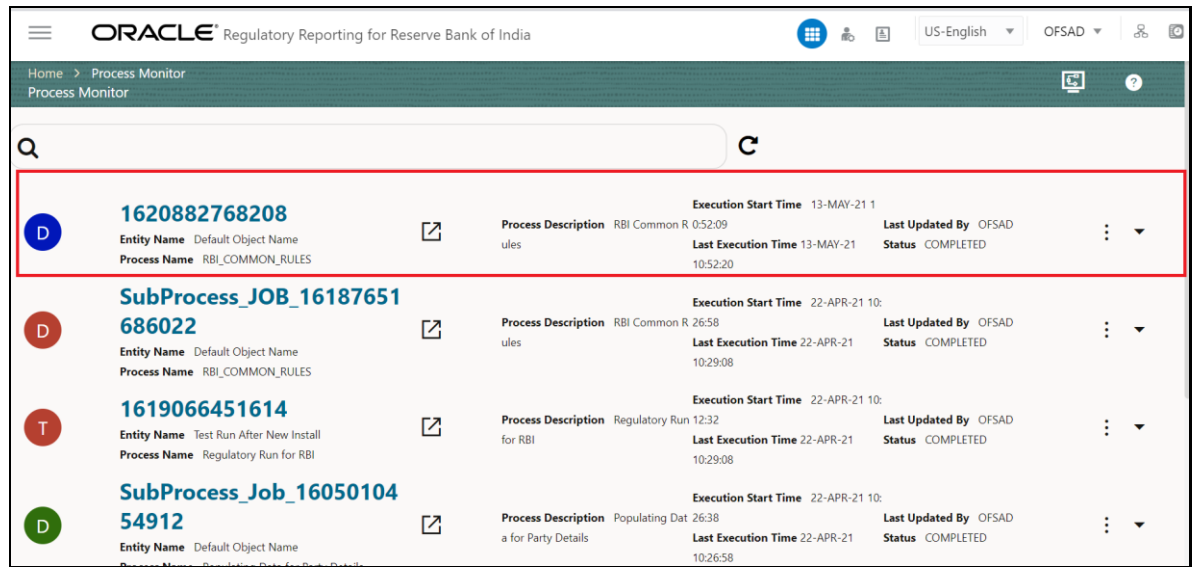 ORACLE® Regulatory Reporting for Reserve Bank of India
US-English
OFSAD
Home > Process Monitor
Process Monitor
?
D
1620882768208
Entity Name Default Object Name
Process Name RBI_COMMON_RULES
Process Description RBI Common R
ules
Execution Start Time 13-MAY-21 1
0:52:09
Last Execution Time 13-MAY-21
10:52:20
Last Updated By OFSAD
Status COMPLETED
D
SubProcess_JOB_16187651
686022
Entity Name Default Object Name
Process Name RBI_COMMON_RULES
Process Description RBI Common R
ules
Execution Start Time 22-APR-21 10:
26:58
Last Execution Time 22-APR-21
10:29:08
Last Updated By OFSAD
Status COMPLETED
T
1619066451614
Entity Name Test Run After New Install
Process Name Regulatory Run for RBI
Process Description Regulatory Run
for RBI
Execution Start Time 22-APR-21 10:
12:32
Last Execution Time 22-APR-21
10:29:08
Last Updated By OFSAD
Status COMPLETED
D
SubProcess_Job_16050104
54912
Entity Name Default Object Name
Process Name Populating Data for Party Details
Process Description Populating Dat
a for Party Details
Execution Start Time 22-APR-21 10:
26:38
Last Execution Time 22-APR-21
10:26:58
Last Updated By OFSAD
Status COMPLETED